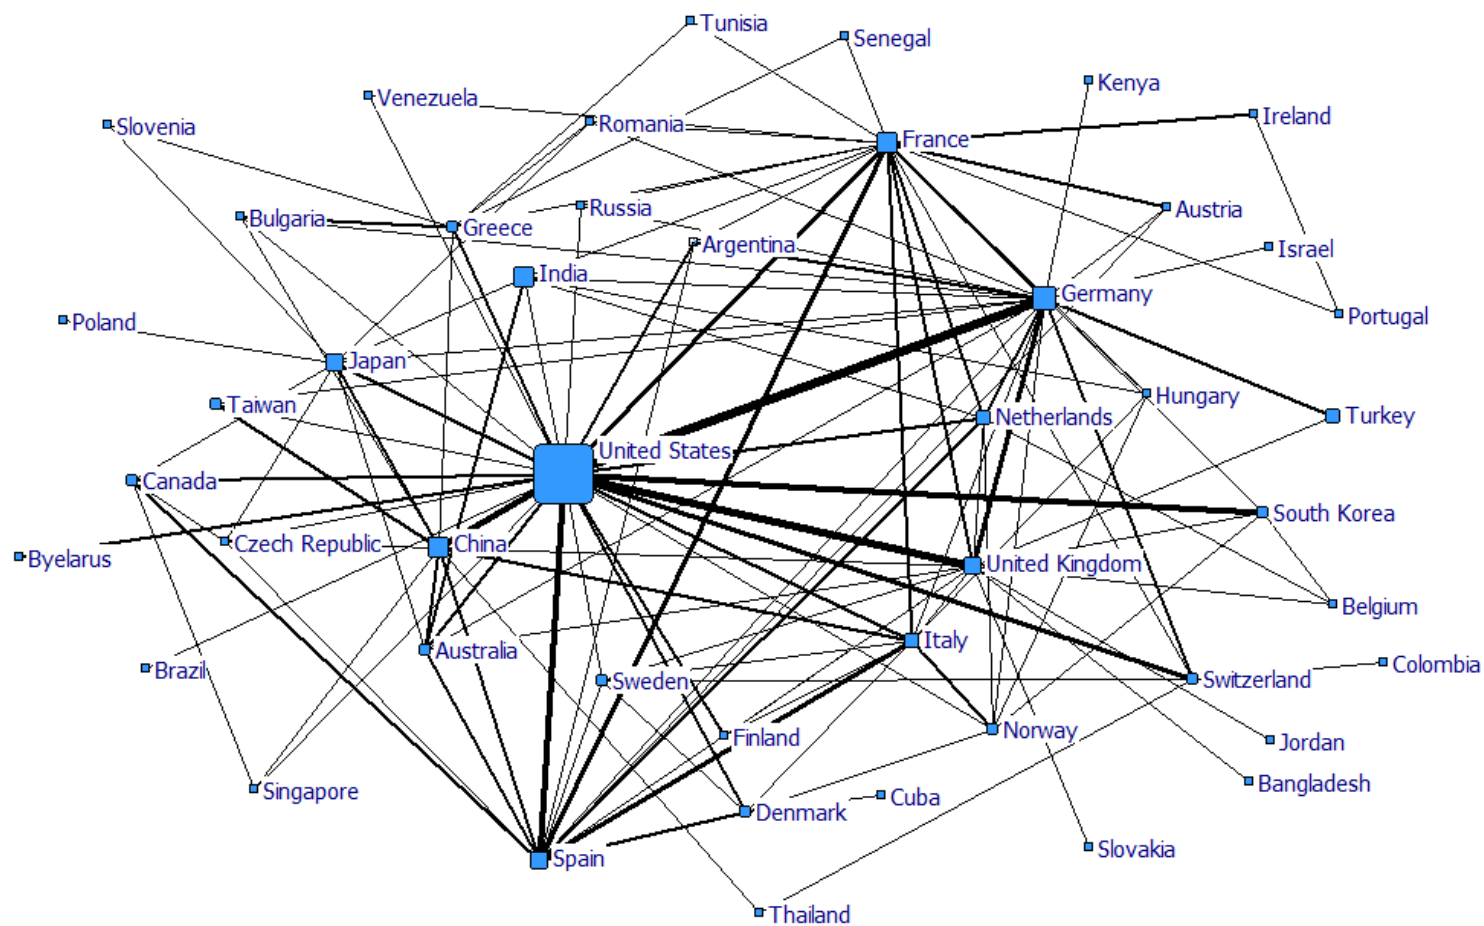 Tunisia
Senegal
Kenya
Venezuela
Ireland
Slovenia
Romania
France
Russia
Austria
Bulgaria
Greece
Argentina
Israel
India
Germany
Portugal
Poland
Japan
Hungary
Taiwan
Netherlands
Turkey
United States
Canada
South Korea
Czech Republic
China
Byelarus
United Kingdom
Belgium
Italy
Australia
Colombia
Brazil
Sweden
Switzerland
Finland
Norway
Jordan
Bangladesh
Singapore
Cuba
Denmark
Slovakia
Spain
Thailand